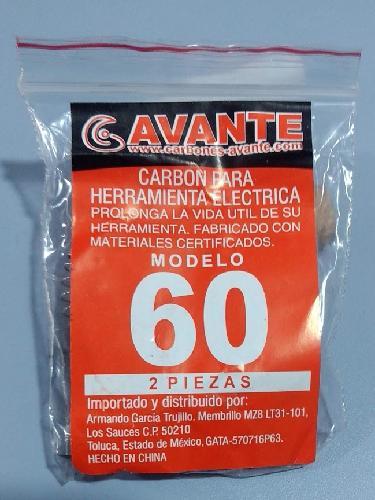 AVANTE
www.carbones-avante.com
CARBON PARA
HERRAMIENTA ELECTRICA
PROLONGA LA VIDA UTIL DE SU
HERRAMIENTA. FABRICADO CON
MATERIALES CERTIFICADOS.
MODELO
60
2 PIEZAS
Importado y distribuido por:
Armando García Trujillo. Membrillo MZ8 LT31-101,
Los Sauces C.P. 50210
Toluca, Estado de México, GATA-570716P63.
HECHO EN CHINA